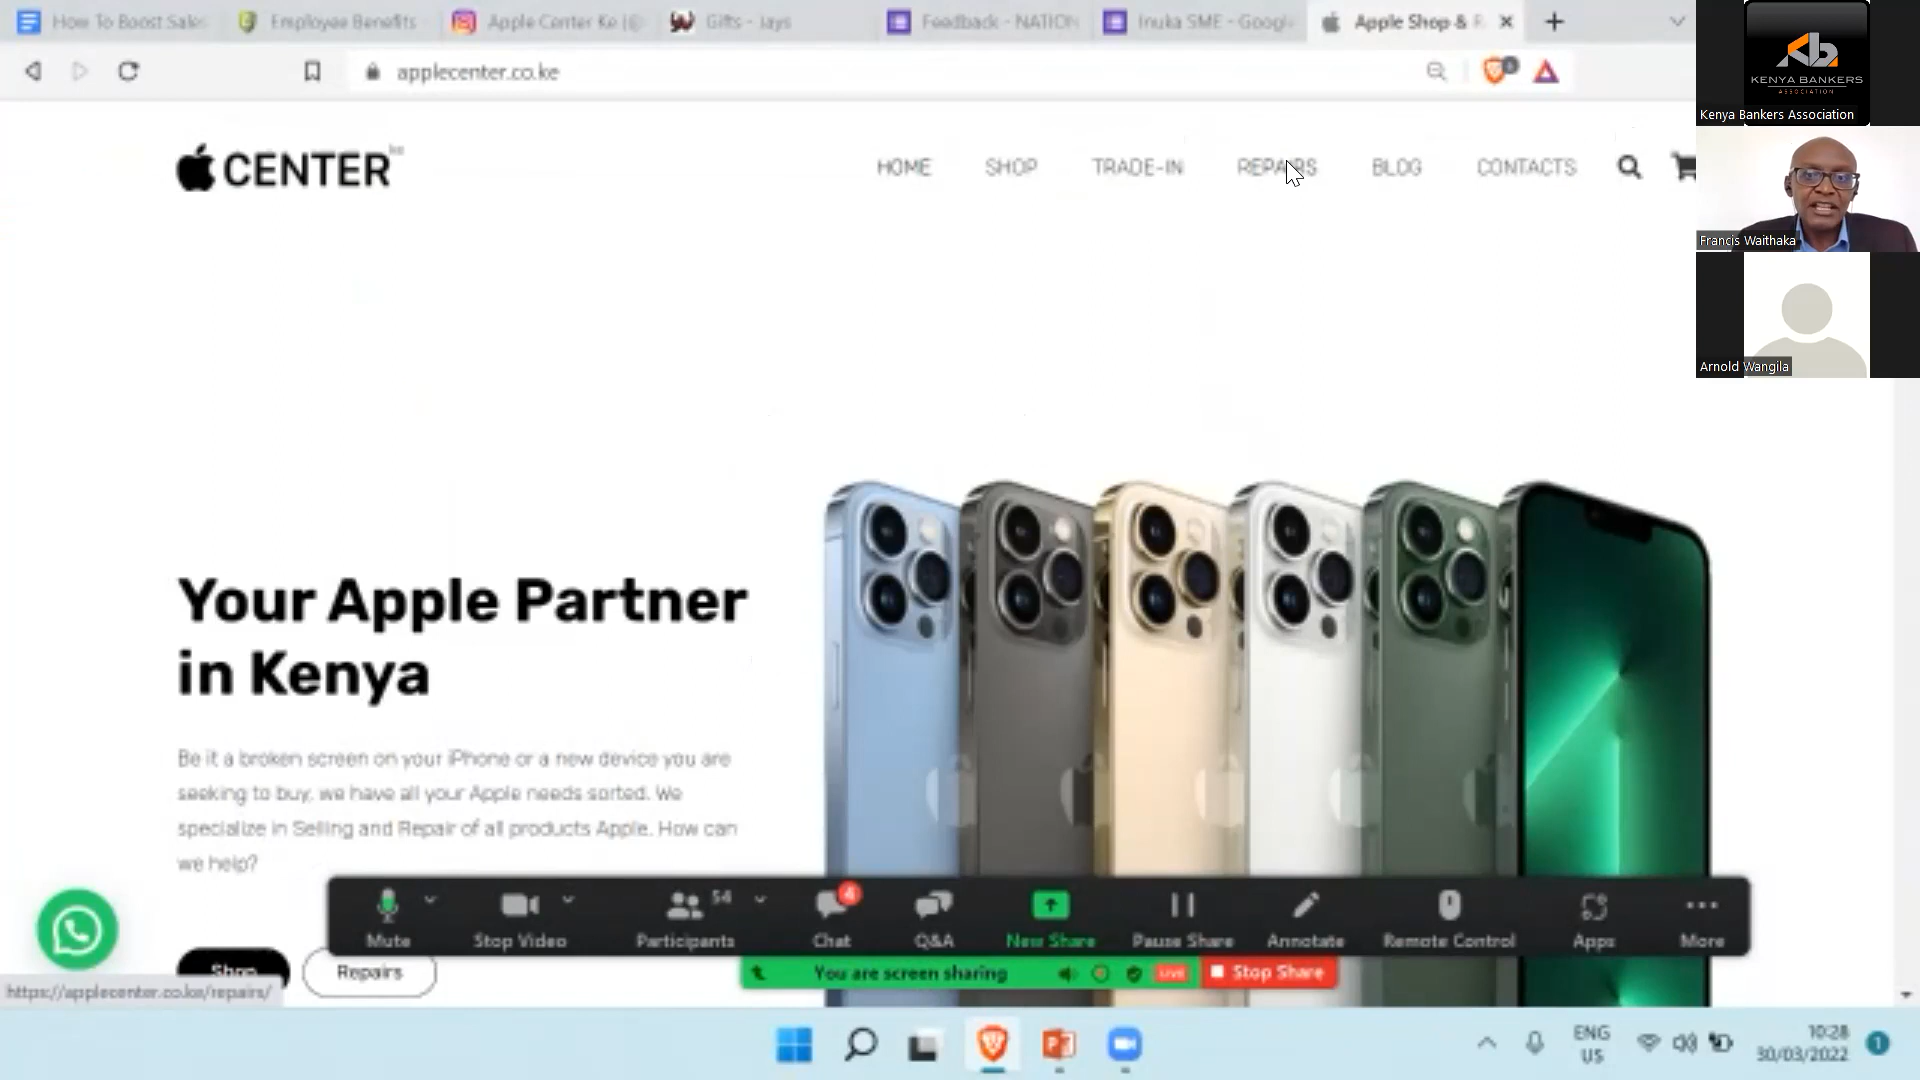 How To Boost Sales
Employee Benefits
Apple Center Ke (@
Gifts - Jays
Feedback - NATION
Inuka SME - Google
Apple Shop & R
applecenter.co.ke
KENYA BANKERS
ASSOCIATION
Kenya Bankers Association
CENTER
ke
HOME
SHOP
TRADE-IN
REPAIRS
BLOG
CONTACTS
Francis Waithaka
Arnold Wangila
Your Apple Partner
in Kenya
Be it a broken screen on your iPhone or a new device you are
seeking to buy, we have all your Apple needs sorted. We
specialize in Selling and Repair of all products Apple. How can
we help?
54
4
Mute
Stop Video
Participants
Chat
Q&A
New Share
Pause Share
Annotate
Remote Control
Apps
More
Shop
Repairs
You are screen sharing
LIVE
Stop Share
https://applecenter.co.ke/repairs/
ENG
US
10:28
30/03/2022
1